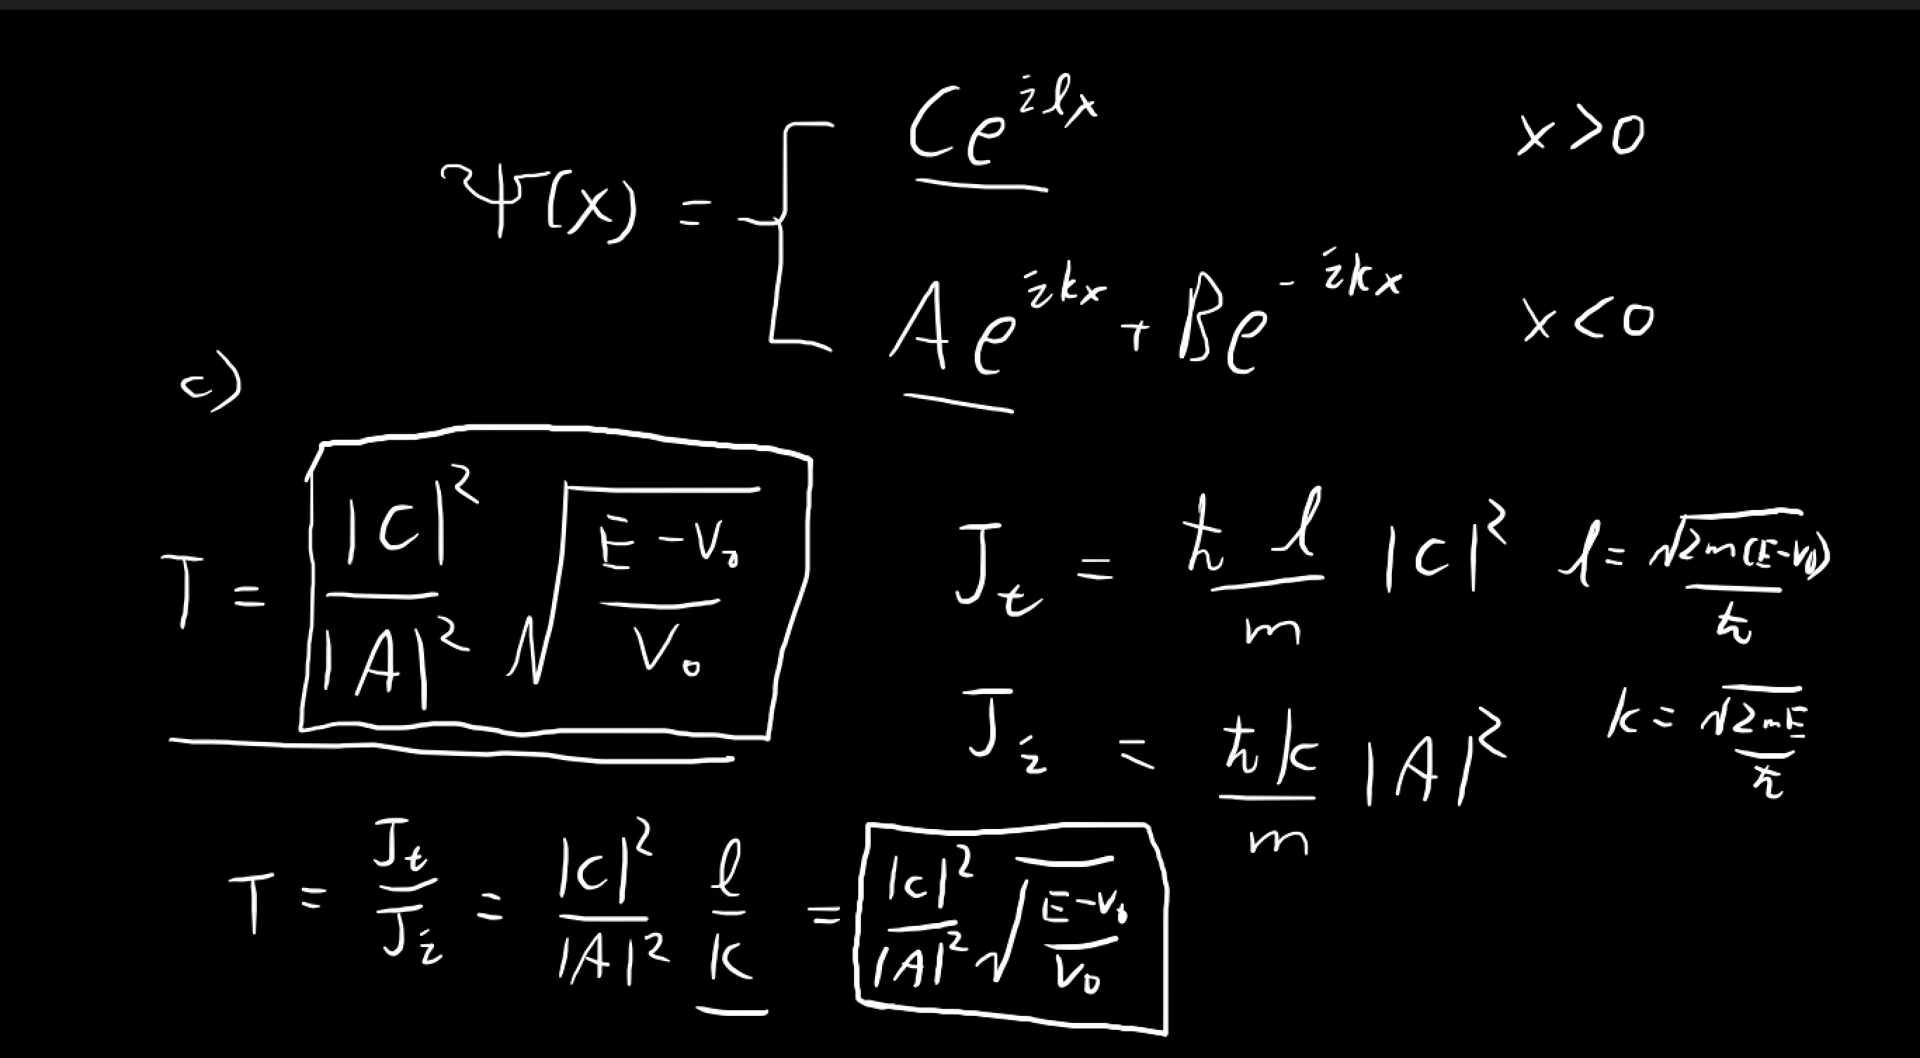 Ψ(x) = { Ce^{ilx} x>0
Ae^{ikx} + Be^{-ikx} x<0
c)
T = |C|²/|A|² √((E-V₀)/V₀)
J_t = ħl/m |C|² l = √(2m(E-V₀))/ħ
J_i = ħk/m |A|² k = √(2mE)/ħ
T = J_t/J_i = |C|²/|A|² l/k = |C|²/|A|² √((E-V₀)/V₀)